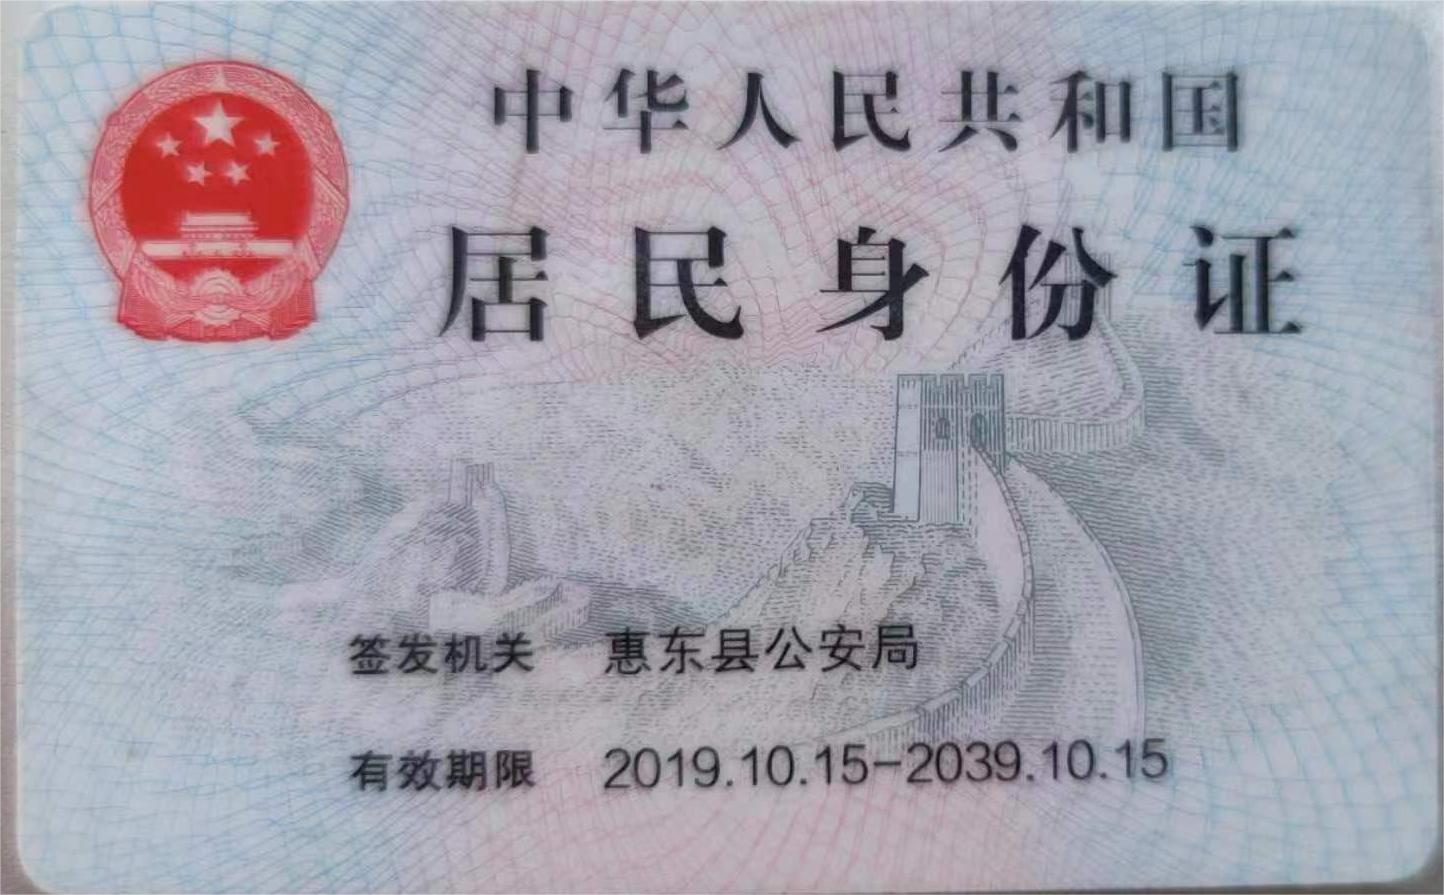 中华人民共和国
居民身份证
签发机关 惠东县公安局
有效期限 2019.10.15-2039.10.15